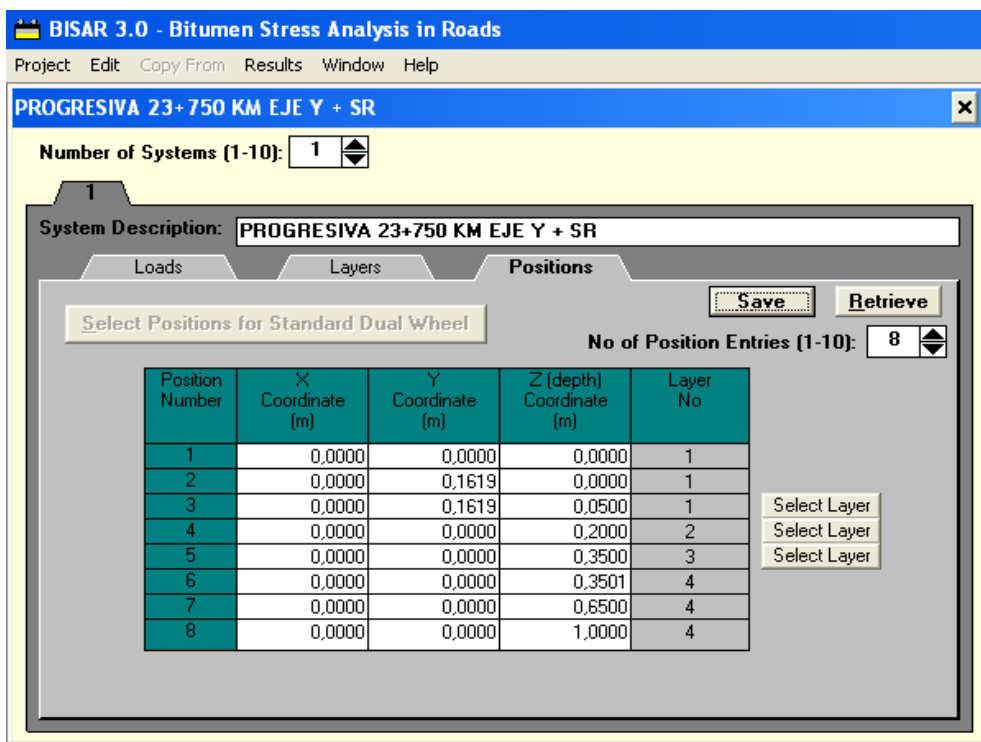 BISAR 3.0 - Bitumen Stress Analysis in Roads
Project Edit Copy From Results Window Help
PROGRESIVA 23+750 KM EJE Y + SR
Number of Systems (1-10): 1
1
System Description: PROGRESIVA 23+750 KM EJE Y + SR
Loads Layers Positions
Save Retrieve
Select Positions for Standard Dual Wheel
No of Position Entries (1-10): 8
Position Number X Coordinate (m) Y Coordinate (m) Z (depth) Coordinate (m) Layer No
1 0,0000 0,0000 0,0000 1
2 0,0000 0,1619 0,0000 1
3 0,0000 0,1619 0,0500 1 Select Layer
4 0,0000 0,0000 0,2000 2 Select Layer
5 0,0000 0,0000 0,3500 3 Select Layer
6 0,0000 0,0000 0,3501 4
7 0,0000 0,0000 0,6500 4
8 0,0000 0,0000 1,0000 4